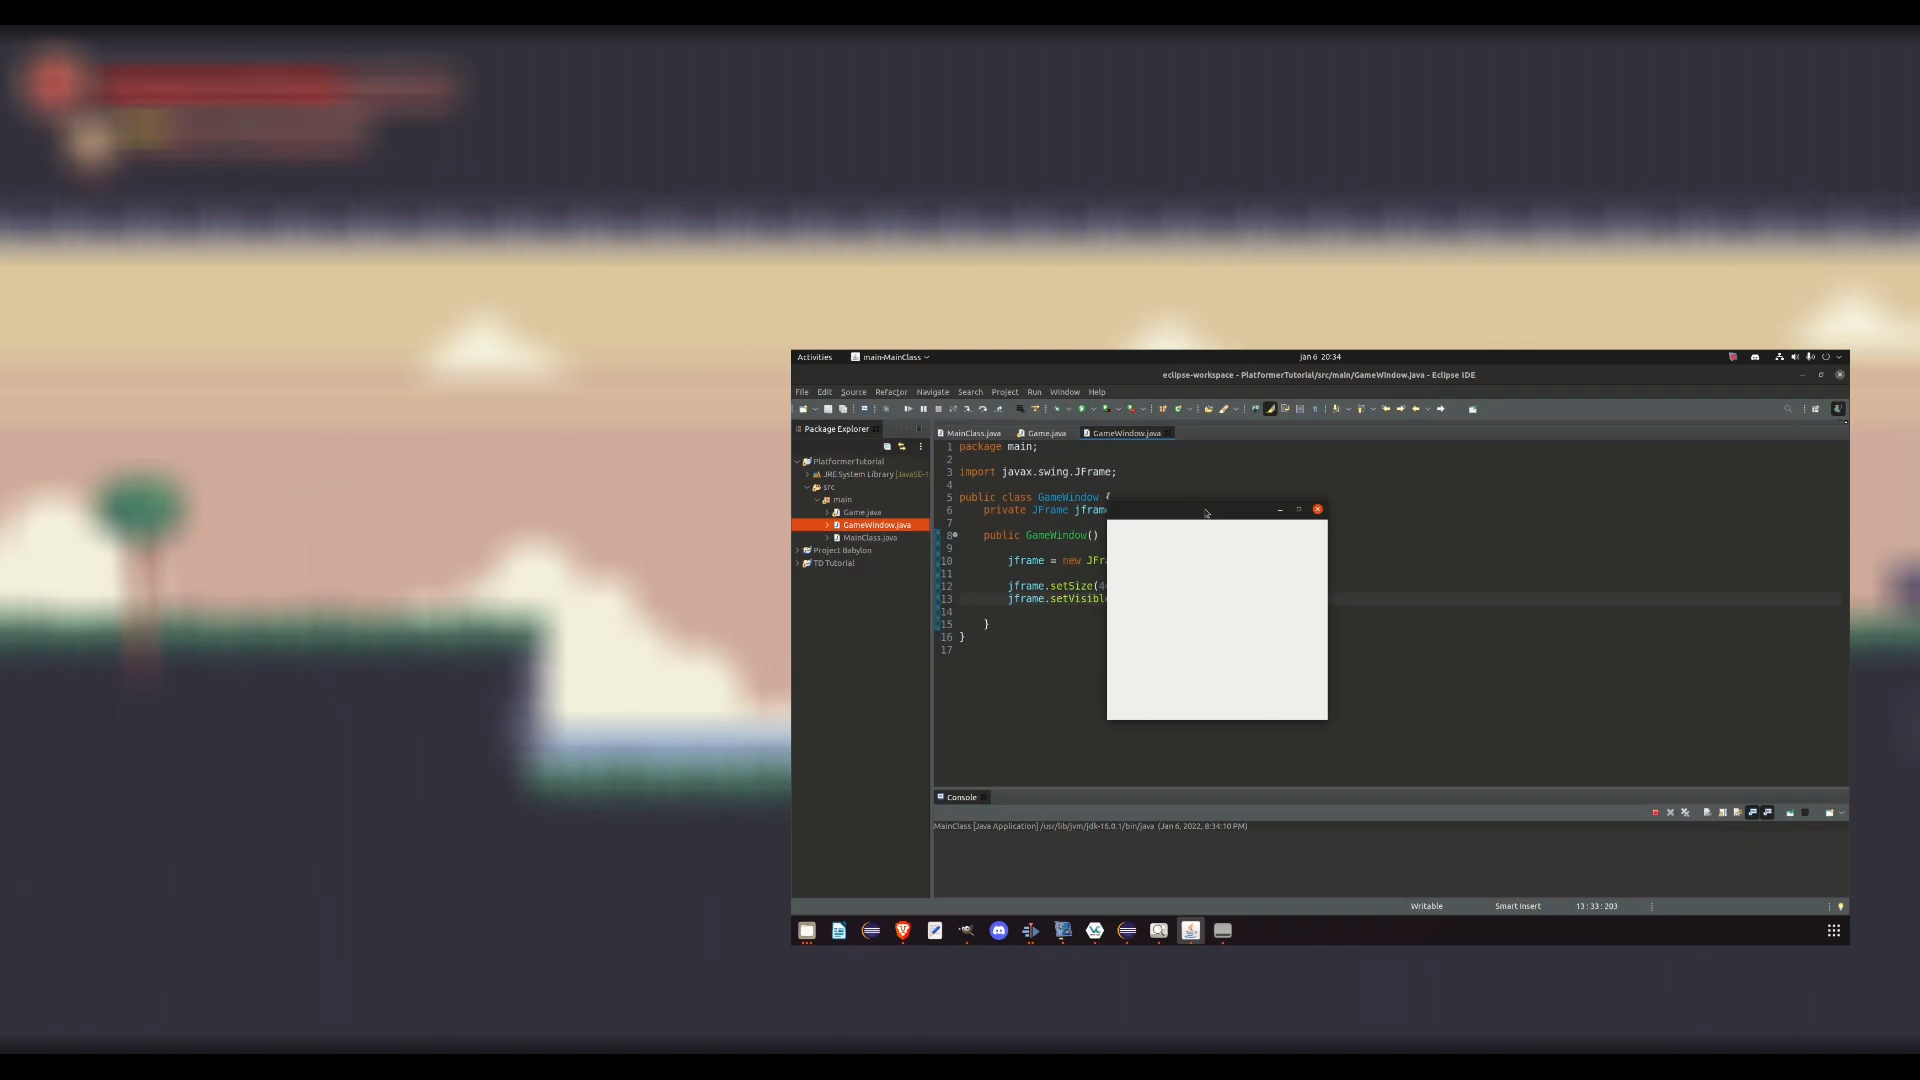 Activities main-MainClass jan 6 20:34
eclipse-workspace - PlatformerTutorial/src/main/GameWindow.java - Eclipse IDE
File Edit Source Refactor Navigate Search Project Run Window Help
Package Explorer
PlatformerTutorial
JRE System Library [JavaSE-1
src
main
Game.java
GameWindow.java
MainClass.java
Project Babylon
TD Tutorial
MainClass.java Game.java GameWindow.java
1 package main;
2
3 import javax.swing.JFrame;
4
5 public class GameWindow {
6 private JFrame jframe
7
8 public GameWindow()
9
10 jframe = new JFra
11
12 jframe.setSize(4
13 jframe.setVisible
14
15 }
16 }
17
Console
MainClass [Java Application] /usr/lib/jvm/jdk-16.0.1/bin/java (Jan 6, 2022, 8:34:10 PM)
Writable Smart Insert 13:33:203